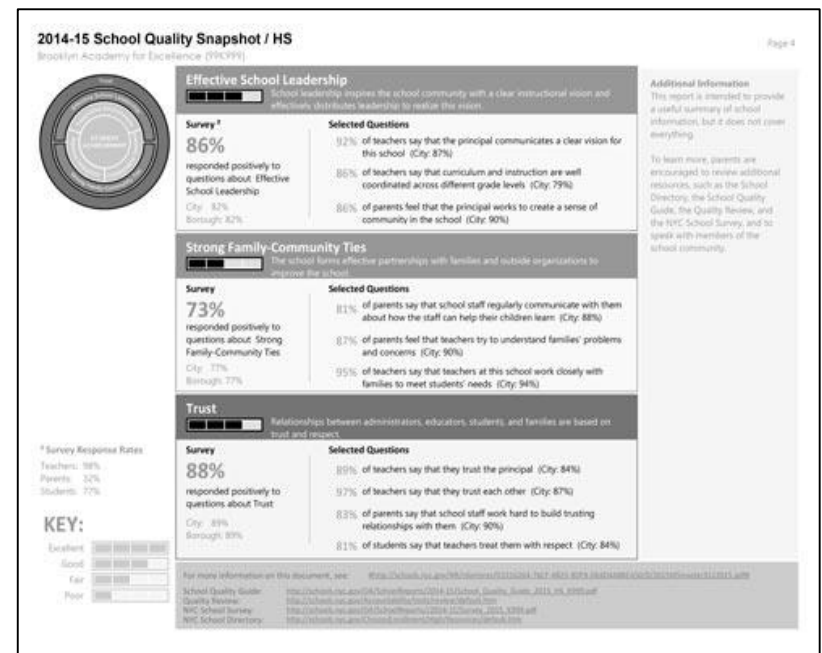 2014-15 School Quality Snapshot / HS
Page 4
Brooklyn Academy for Excellence (99K999)
Effective School Leadership
School leadership inspires the school community with a clear instructional vision and
effectively distributes leadership to realize this vision.
Survey
86%
responded positively to
questions about Effective
School Leadership
City: 82%
Borough: 82%
Selected Questions
92% of teachers say that the principal communicates a clear vision for
this school (City: 87%)
86% of teachers say that curriculum and instruction are well
coordinated across different grade levels (City: 79%)
86% of parents feel that the principal works to create a sense of
community in the school (City: 90%)
Strong Family-Community Ties
The school forms effective partnerships with families and outside organizations to
improve the school.
Survey
73%
responded positively to
questions about Strong
Family-Community Ties
City: 77%
Borough: 77%
Selected Questions
81% of parents say that school staff regularly communicate with them
about how the staff can help their children learn (City: 88%)
87% of parents feel that teachers try to understand families' problems
and concerns (City: 90%)
95% of teachers say that teachers at this school work closely with
families to meet students' needs (City: 94%)
Trust
Relationships between administrators, educators, students, and families are based on
trust and respect.
Survey
88%
responded positively to
questions about Trust
City: 89%
Borough: 89%
Selected Questions
89% of teachers say that they trust the principal (City: 84%)
97% of teachers say that they trust each other (City: 87%)
83% of parents say that school staff work hard to build trusting
relationships with them (City: 90%)
81% of students say that teachers treat them with respect (City: 84%)
Additional Information
This report is intended to provide
a useful summary of school
information, but it does not cover
everything.
To learn more, parents are
encouraged to review additional
resources, such as the School
Directory, the School Quality
Guide, the Quality Review, and
the NYC School Survey, and to
speak with members of the
school community.
Survey Response Rates
Teachers: 98%
Parents: 32%
Students: 77%
KEY:
Excellent
Good
Fair
Poor
For more information on this document, see:
School Quality Guide:
Quality Review:
NYC School Survey:
NYC School Directory: